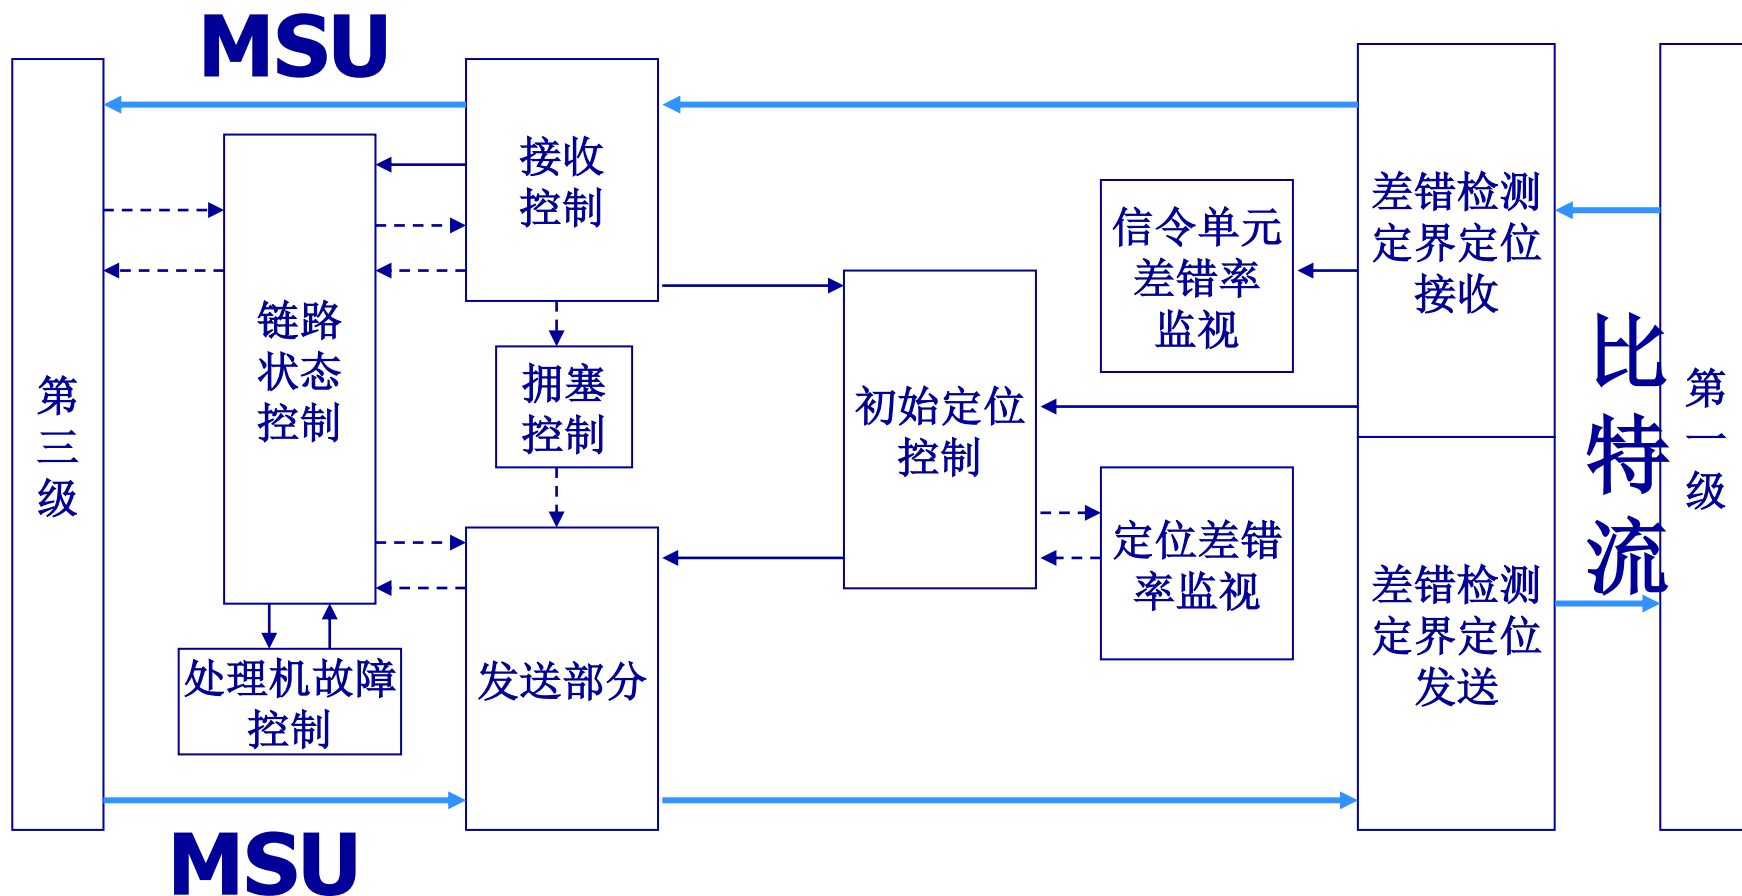 MSU
第
三
级
链路
状态
控制
处理机故障
控制
接收
控制
拥塞
控制
发送部分
初始定位
控制
信令单元
差错率
监视
定位差错
率监视
差错检测
定界定位
接收
差错检测
定界定位
发送
比
特
流
第
一
级
MSU